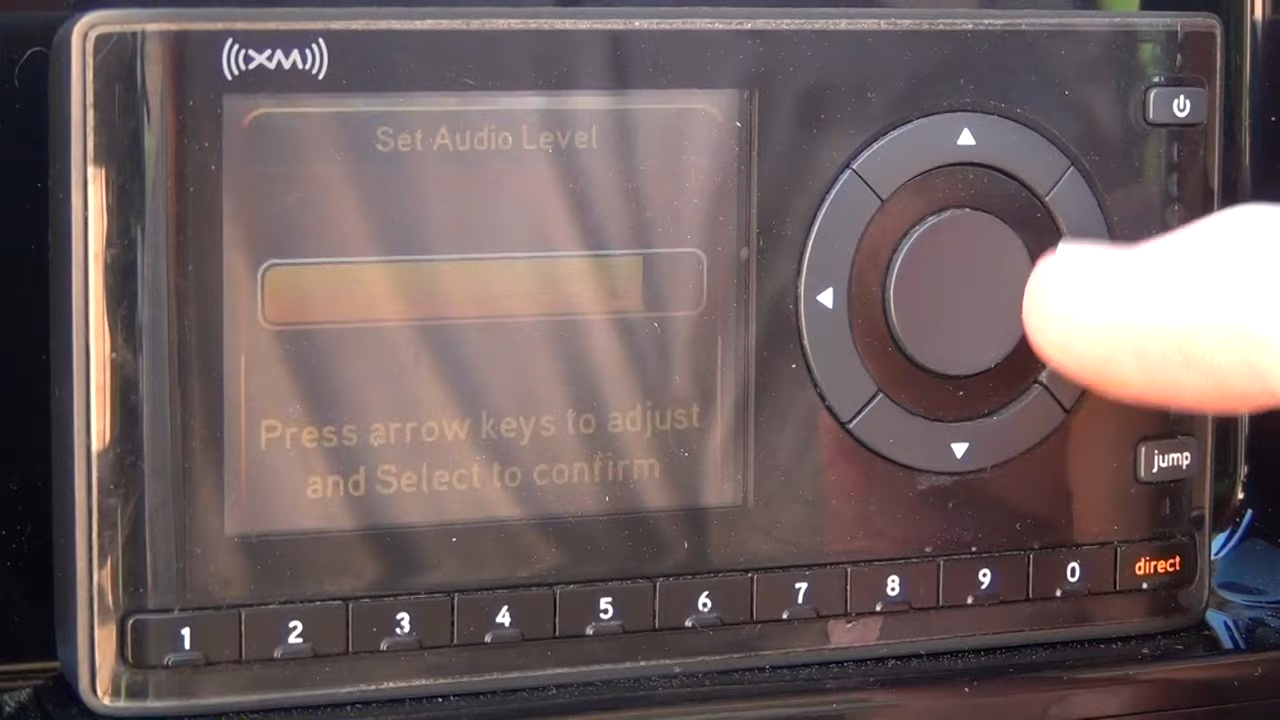 (((XM)))
Set Audio Level
Press arrow keys to adjust
and Select to confirm
jump
direct
1 2 3 4 5 6 7 8 9 0